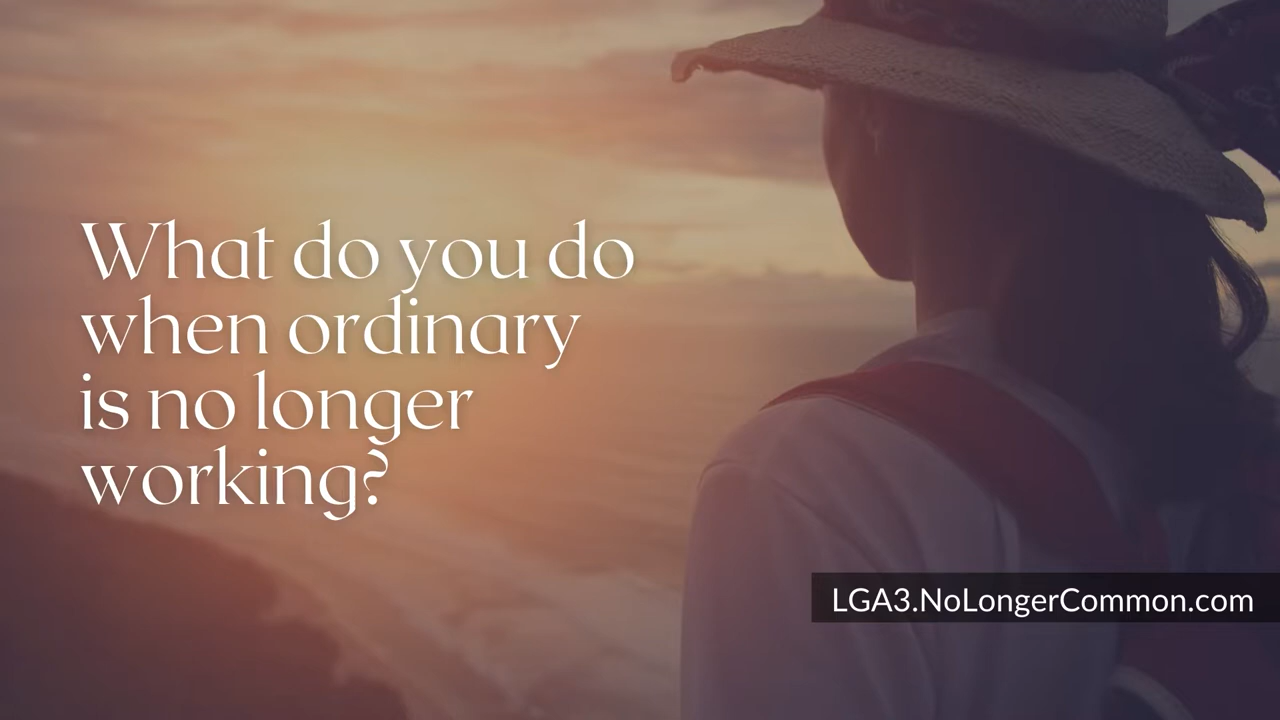 What do you do
when ordinary
is no longer
working?
LGA3.NoLongerCommon.com